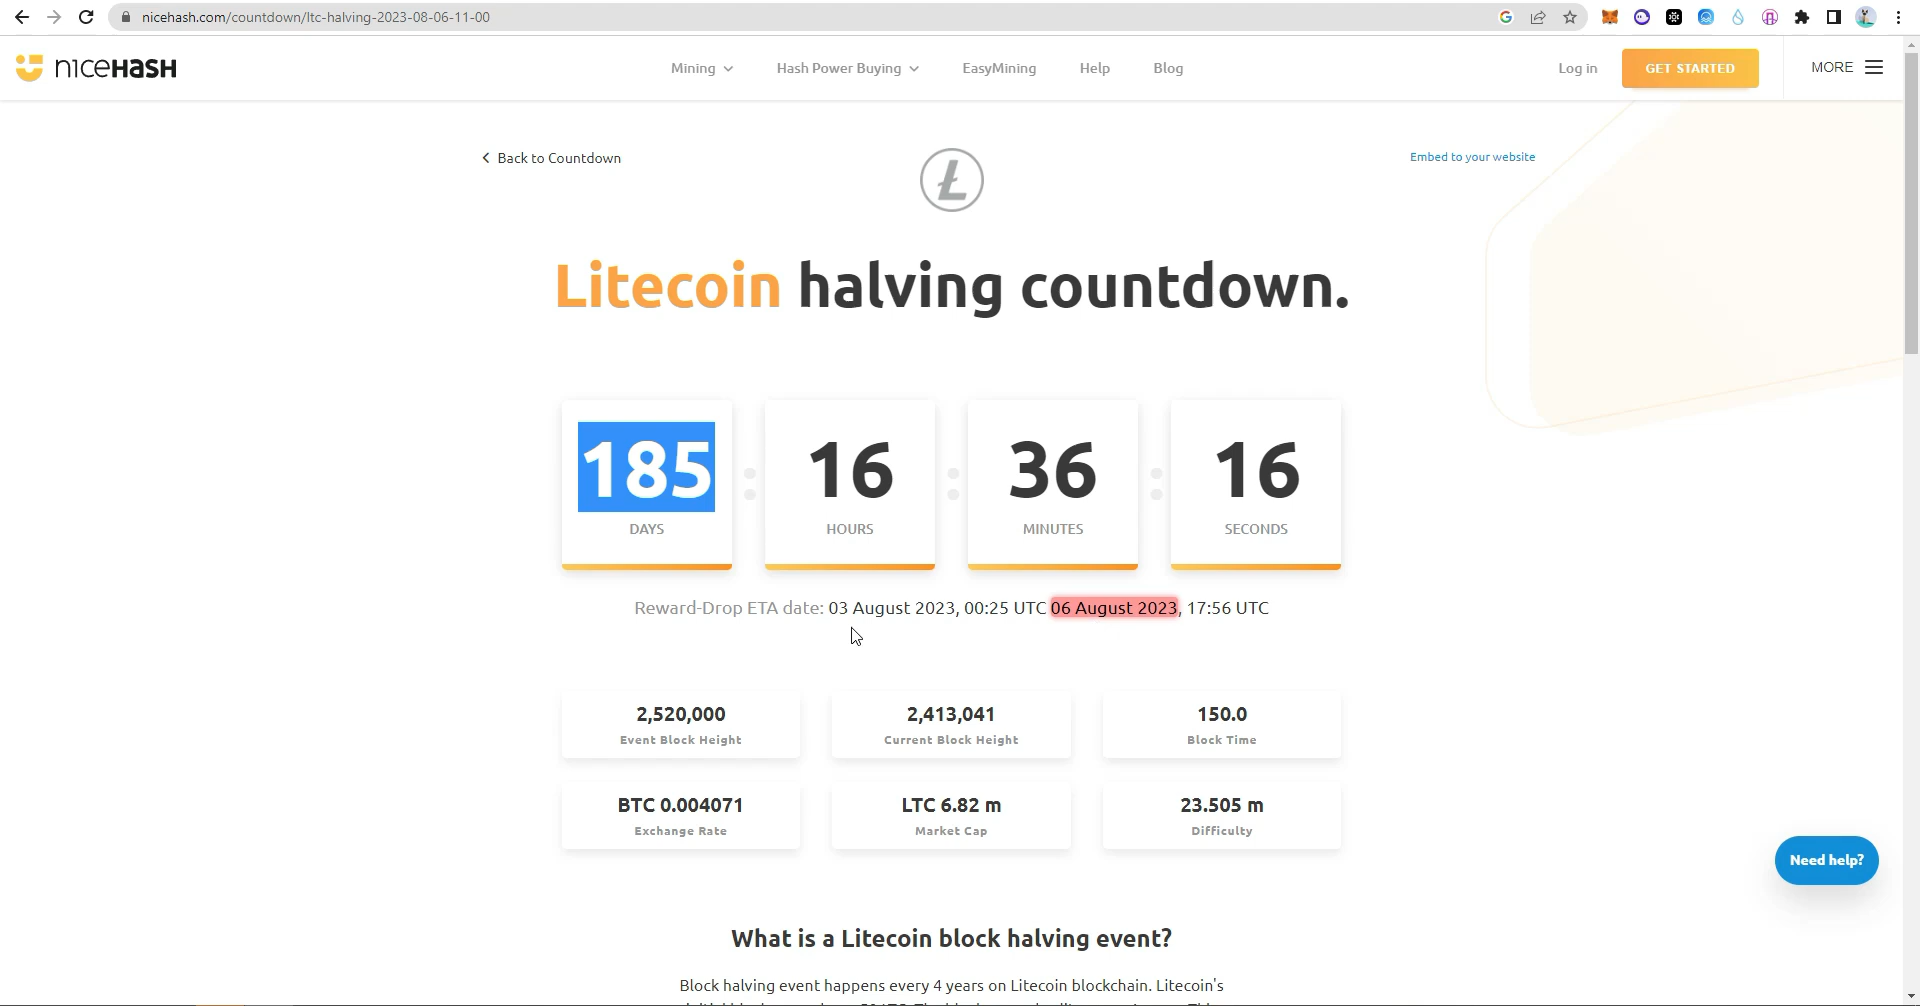 nicehash.com/countdown/ltc-halving-2023-08-06-11-00
nıceHASH
Mining
Hash Power Buying
EasyMining
Help
Blog
Log in
GET STARTED
MORE
Back to Countdown
Embed to your website
Litecoin halving countdown.
185 : 16 : 36 : 16
DAYS HOURS MINUTES SECONDS
Reward-Drop ETA date: 03 August 2023, 00:25 UTC 06 August 2023, 17:56 UTC
2,520,000 2,413,041 150.0
Event Block Height Current Block Height Block Time
BTC 0.004071 LTC 6.82 m 23.505 m
Exchange Rate Market Cap Difficulty
Need help?
What is a Litecoin block halving event?
Block halving event happens every 4 years on Litecoin blockchain. Litecoin's